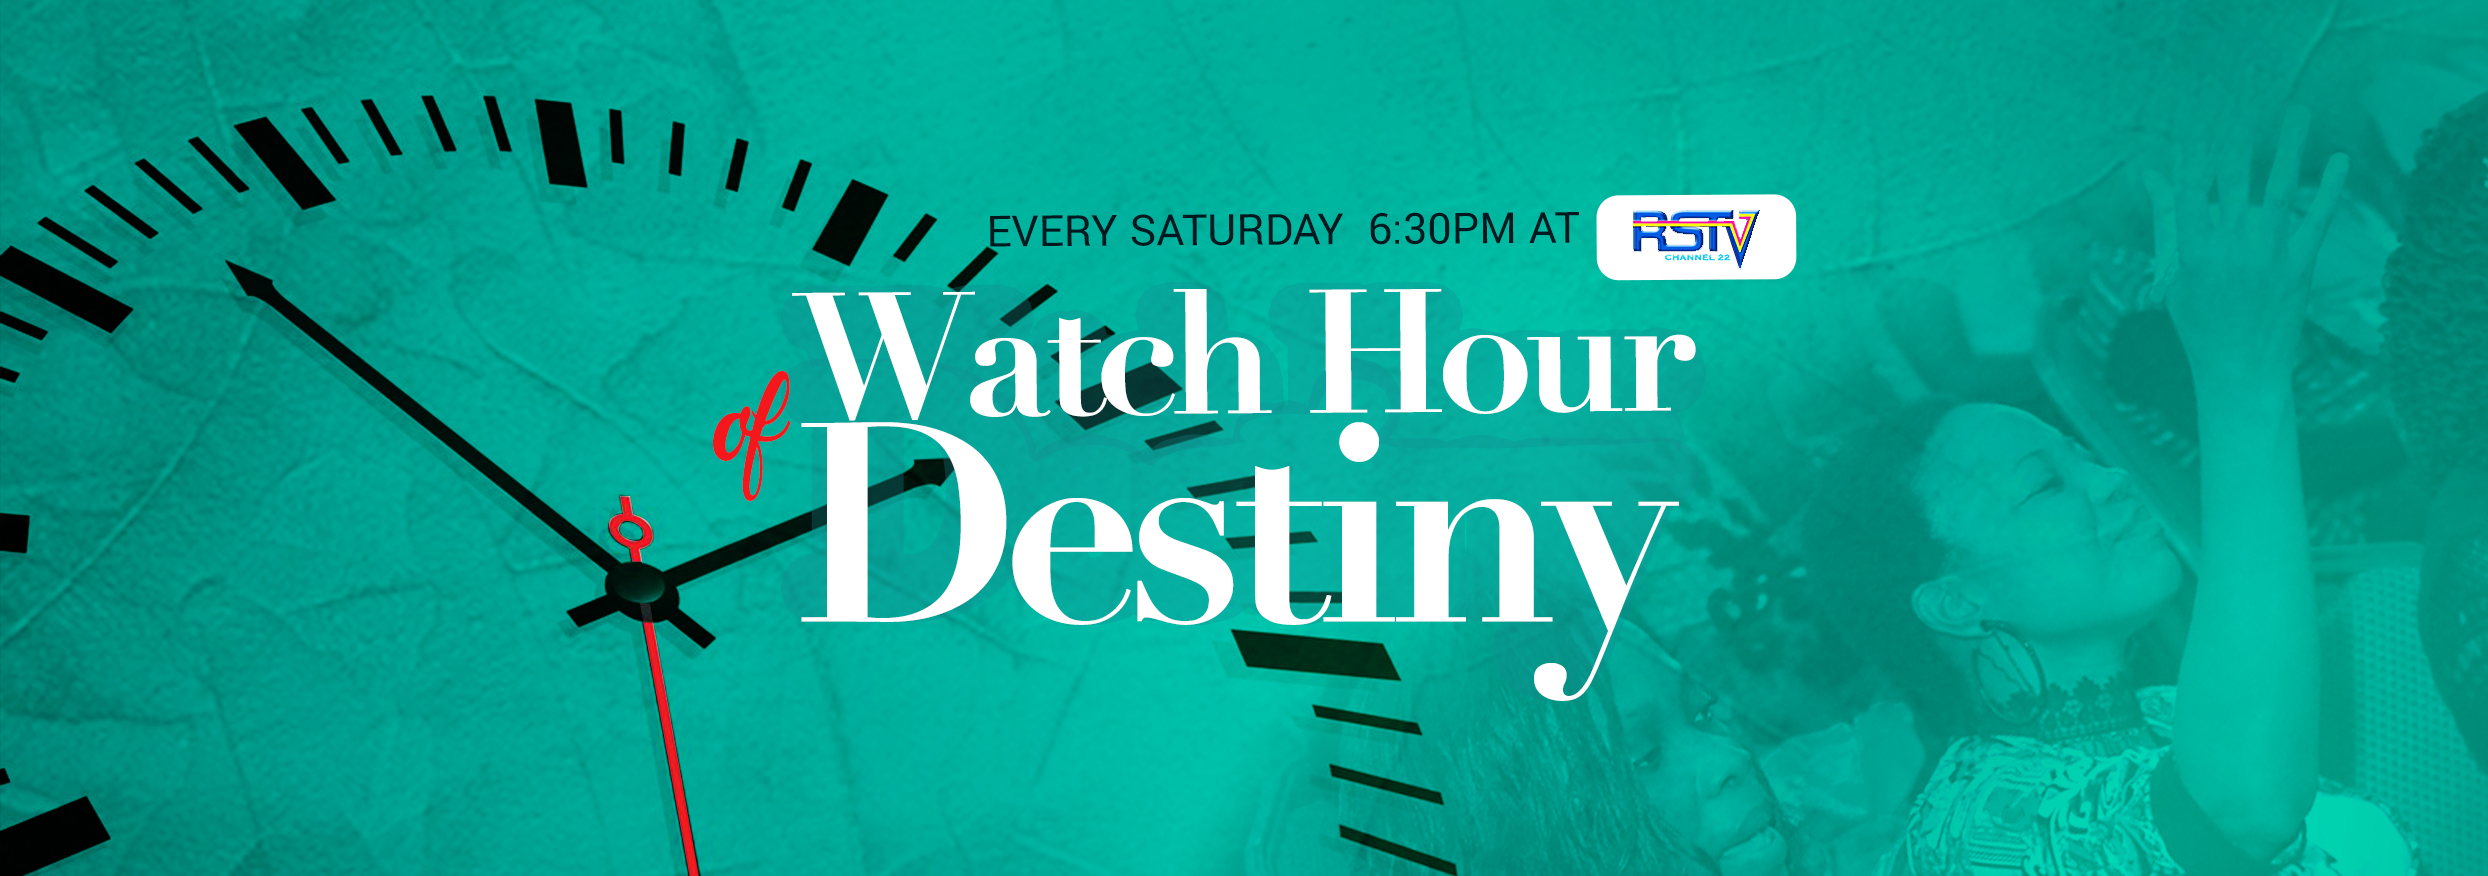 EVERY SATURDAY 6:30PM AT RSTV
CHANNEL 22
Watch Hour
of Destiny